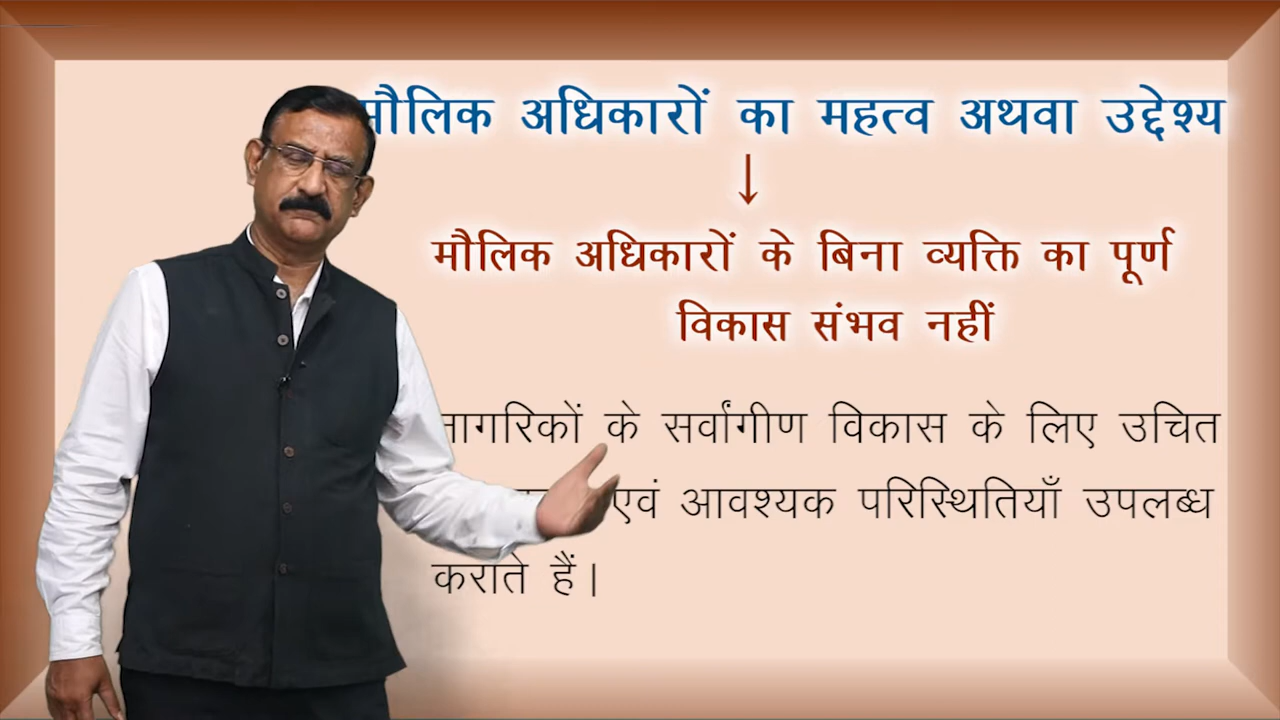 मौलिक अधिकारों का महत्व अथवा उद्देश्य
↓
मौलिक अधिकारों के बिना व्यक्ति का पूर्ण
विकास संभव नहीं
नागरिकों के सर्वांगीण विकास के लिए उचित
एवं आवश्यक परिस्थितियाँ उपलब्ध
कराते हैं।